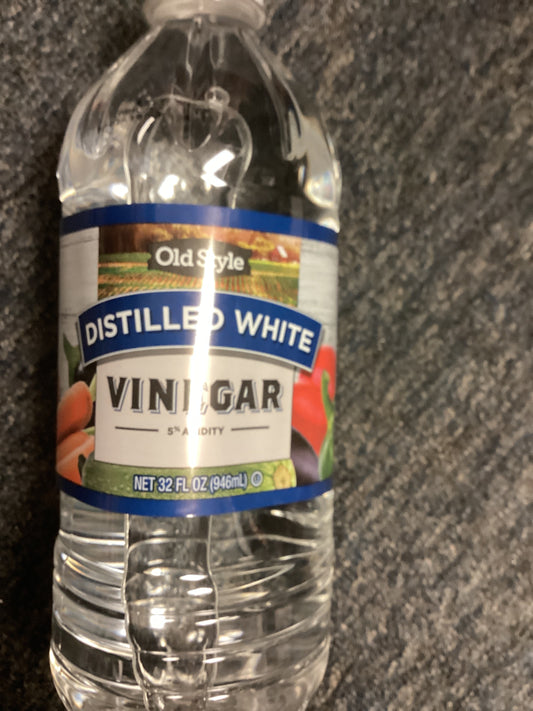 Old Style
DISTILLED WHITE
VINEGAR
5% ACIDITY
NET 32 FL OZ (946mL)